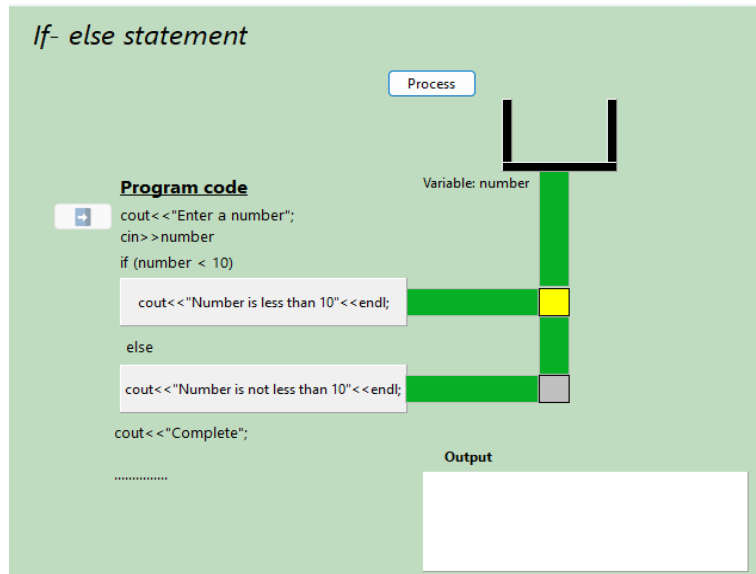 If- else statement
Process
Variable: number
Program code
cout<<"Enter a number";
cin>>number
if (number < 10)
cout<<"Number is less than 10"<<endl;
else
cout<<"Number is not less than 10"<<endl;
cout<<"Complete";
...............
Output